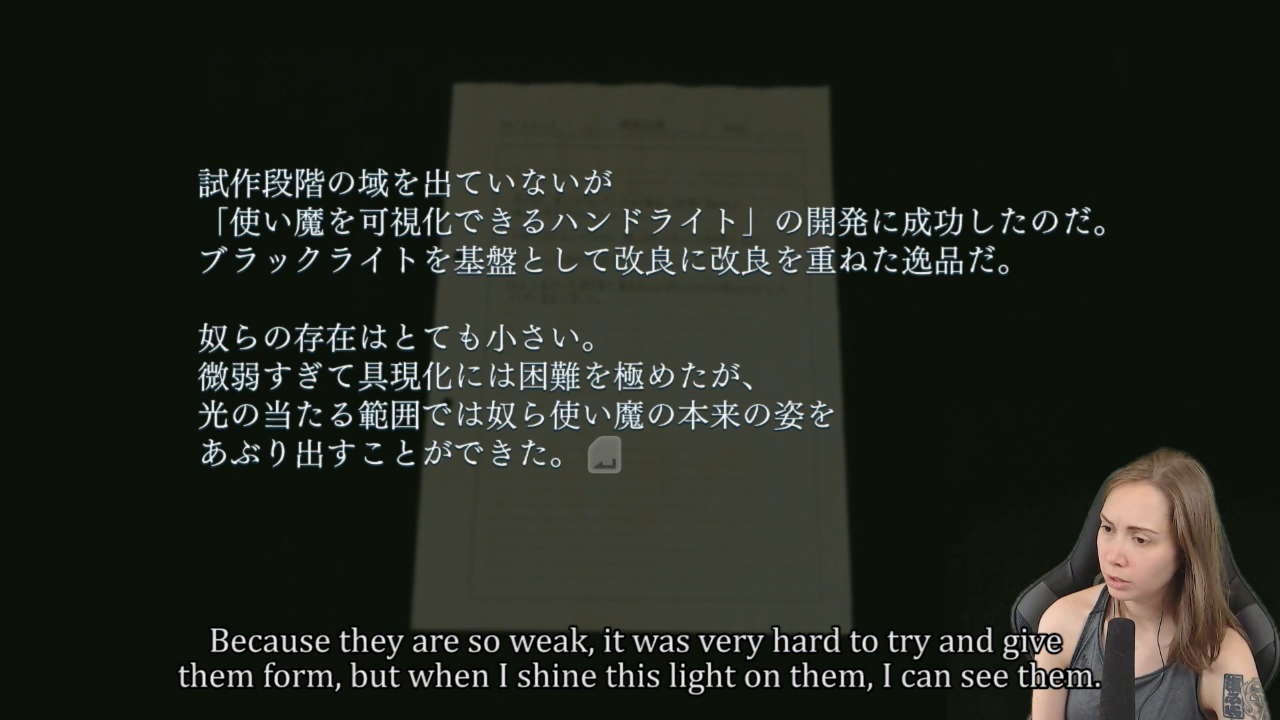 試作段階の域を出ていないが
「使い魔を可視化できるハンドライト」の開発に成功したのだ。
ブラックライトを基盤として改良に改良を重ねた逸品だ。
奴らの存在はとても小さい。
微弱すぎて具現化には困難を極めたが、
光の当たる範囲では奴ら使い魔の本来の姿を
あぶり出すことができた。
Because they are so weak, it was very hard to try and give
them form, but when I shine this light on them, I can see them.